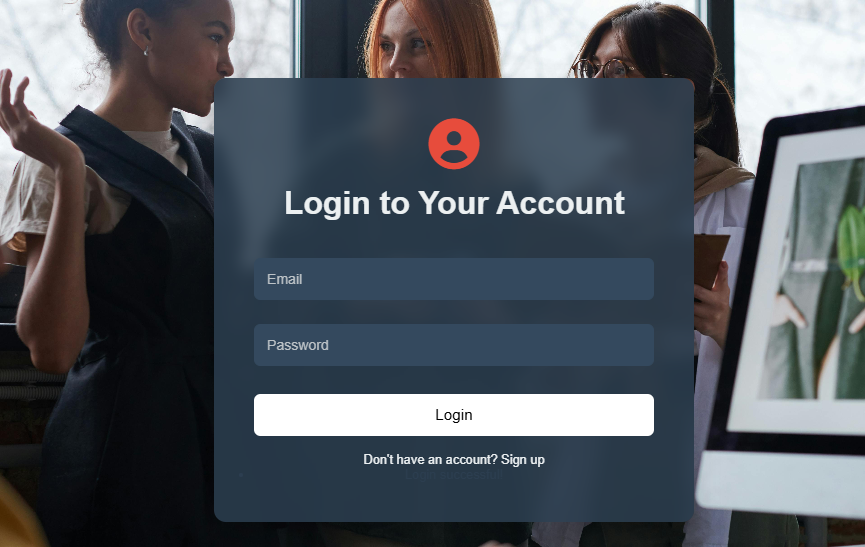 Login to Your Account
Email
Password
Login
Don't have an account? Sign up